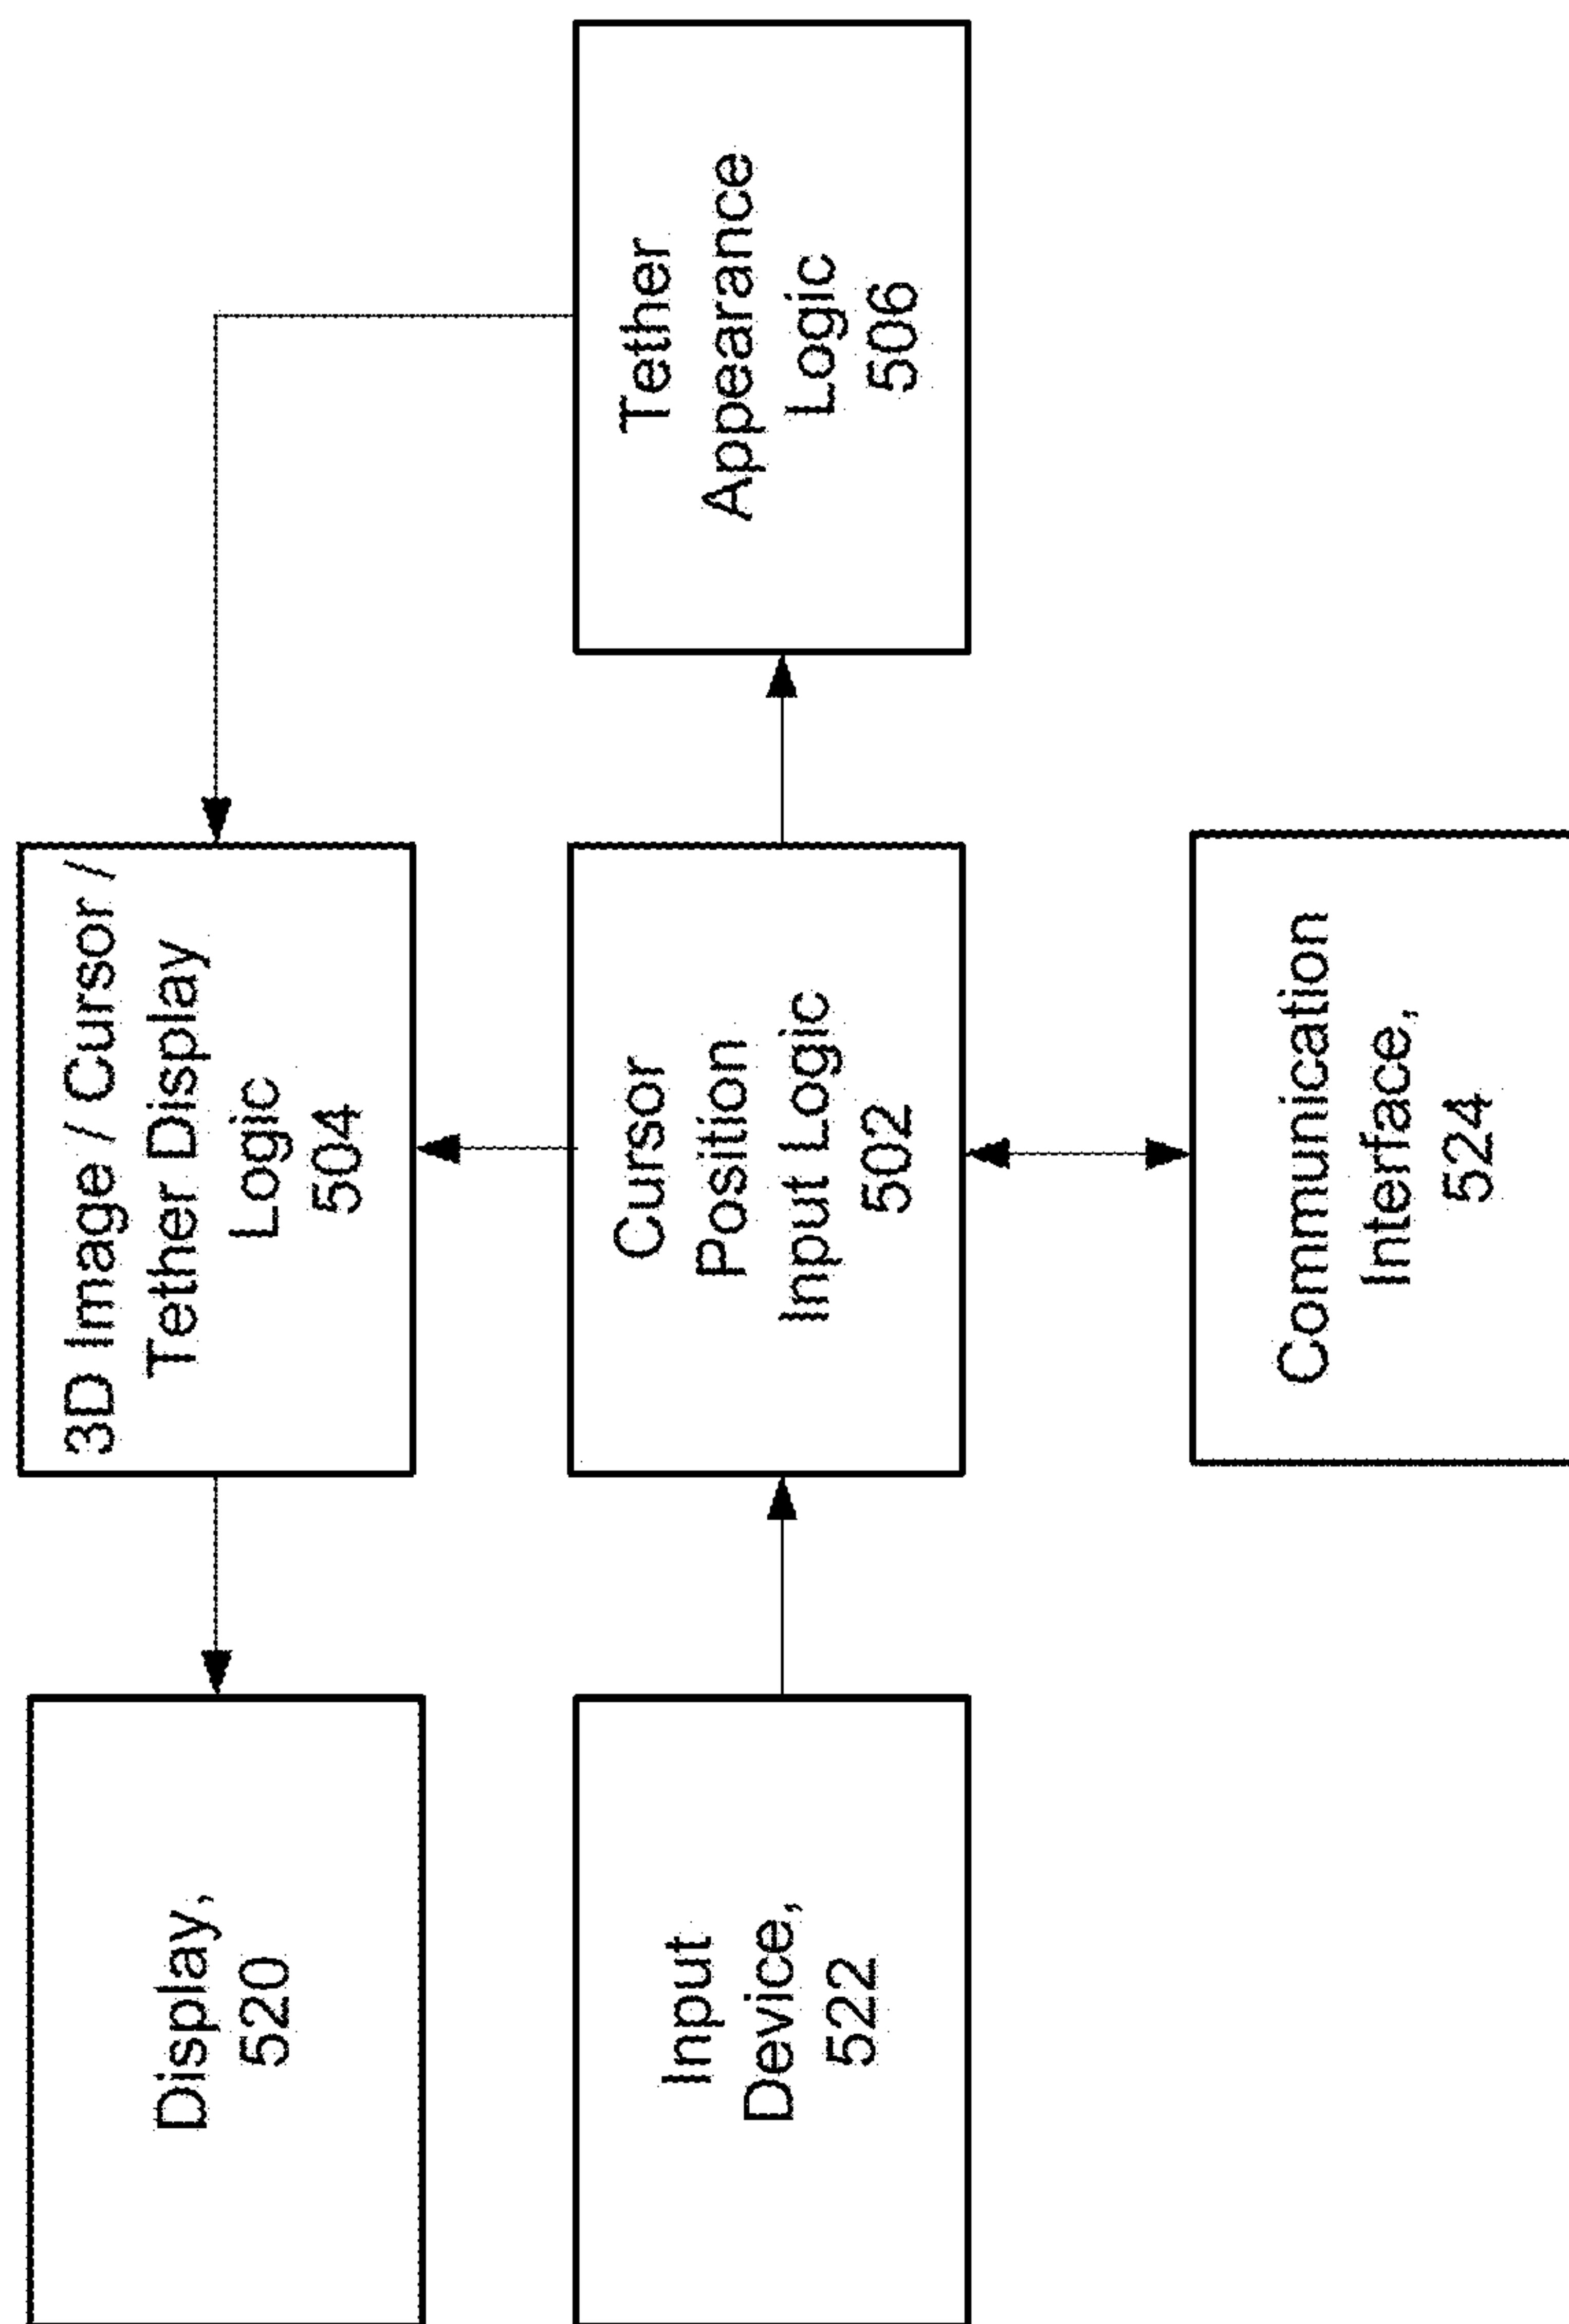 Display,
520
3D Image / Cursor /
Tether Display
Logic
504
Input
Device,
522
Cursor
Position
Input Logic
502
Tether
Appearance
Logic
506
Communication
Interface,
524